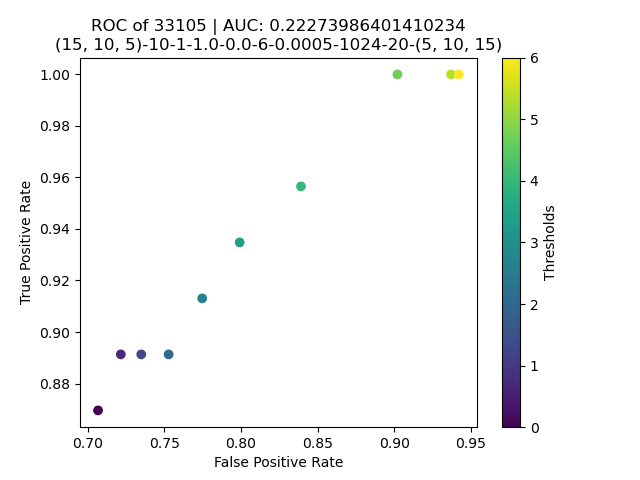 ROC of 33105 | AUC: 0.22273986401410234
(15, 10, 5)-10-1-1.0-0.0-6-0.0005-1024-20-(5, 10, 15)
1.00
0.98
0.96
0.94
0.92
0.90
0.88
True Positive Rate
0.70 0.75 0.80 0.85 0.90 0.95
False Positive Rate
6
5
4
3
2
1
0
Thresholds